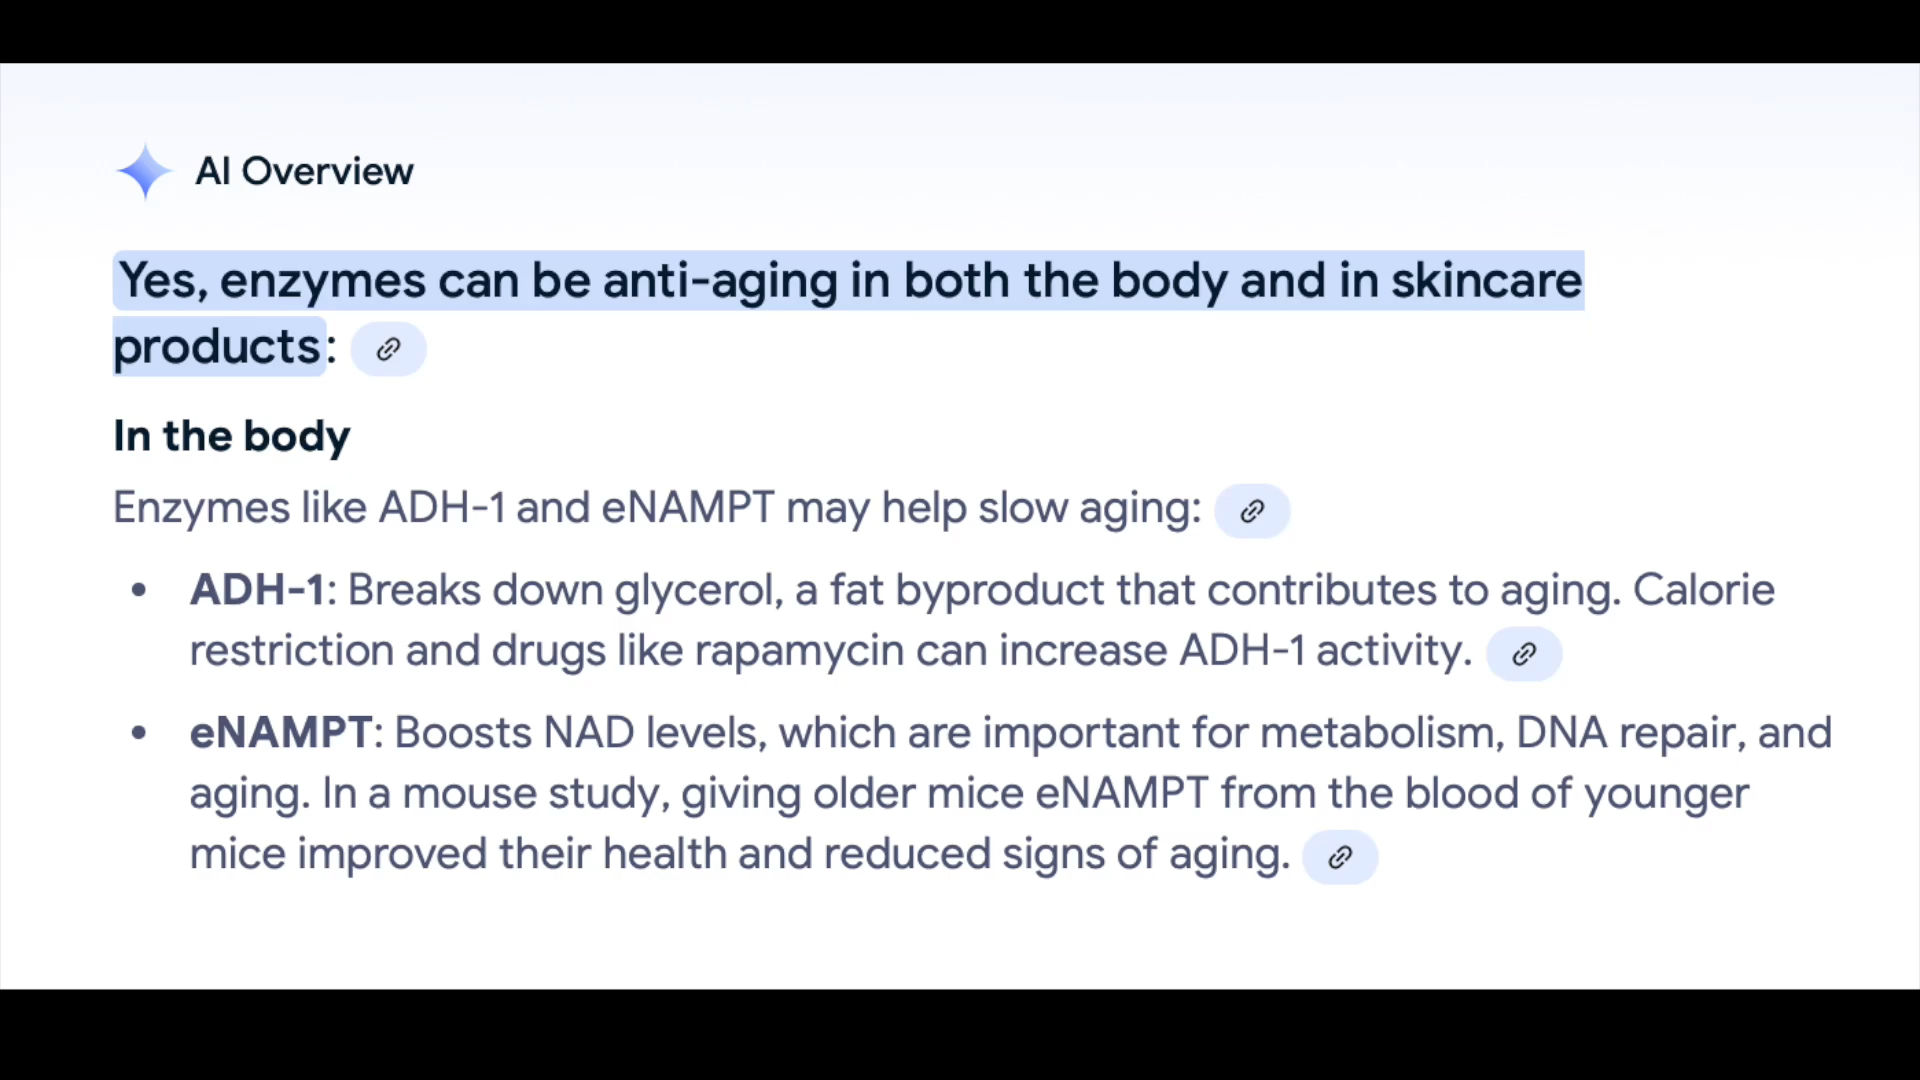 AI Overview
Yes, enzymes can be anti-aging in both the body and in skincare
products:
In the body
Enzymes like ADH-1 and eNAMPT may help slow aging:
• ADH-1: Breaks down glycerol, a fat byproduct that contributes to aging. Calorie
restriction and drugs like rapamycin can increase ADH-1 activity.
• eNAMPT: Boosts NAD levels, which are important for metabolism, DNA repair, and
aging. In a mouse study, giving older mice eNAMPT from the blood of younger
mice improved their health and reduced signs of aging.